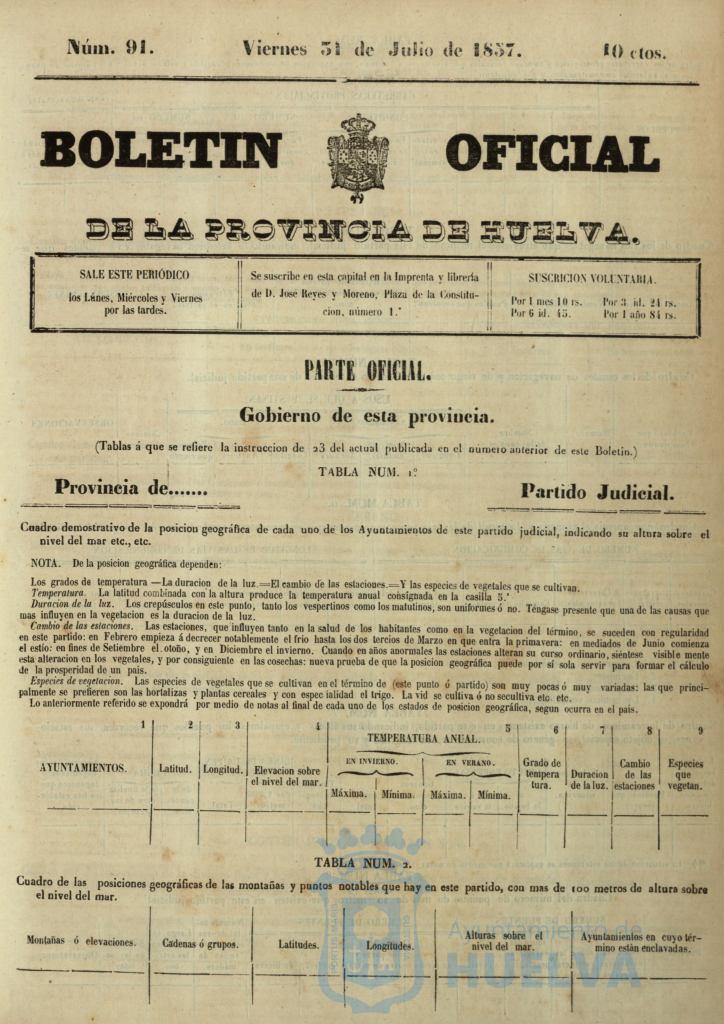 Núm. 91. Viernes 31 de Julio de 1857. 10 ctos.
BOLETIN OFICIAL
DE LA PROVINCIA DE HUELVA.
SALE ESTE PERIÓDICO
los Lúnes, Miércoles y Viernes
por las tardes.
Se suscribe en esta capital en la Imprenta y librería
de D. José Reyes y Moreno, Plaza de la Constitu-
cion, número 1.°
SUSCRICION VOLUNTARIA.
Por 1 mes 10 rs. Por 3 id. 24 rs.
Por 6 id. 45. Por 1 año 84 rs.
PARTE OFICIAL.
Gobierno de esta provincia.
(Tablas á que se refiere la instruccion de 23 del actual publicada en el número anterior de este Boletin.)
TABLA NUM. 1.º
Provincia de....... Partido Judicial.
Cuadro demostrativo de la posicion geográfica de cada uno de los Ayuntamientos de este partido judicial, indicando su altura sobre el
nivel del mar etc., etc.
NOTA. De la posicion geográfica dependen:
Los grados de temperatura —La duracion de la luz.=El cambio de las estaciones.=Y las especies de vegetales que se cultivan.
Temperatura. La latitud combinada con la altura produce la temperatura anual consignada en la casilla 5.ª
Duracion de la luz. Los crepúsculos en este punto, tanto los vespertinos como los matutinos, son uniformes ó no. Téngase presente que una de las causas que
mas influyen en la vegetacion es la duracion de la luz.
Cambio de las estaciones. Las estaciones, que influyen tanto en la salud de los habitantes como en la vegetacion del término, se suceden con regularidad
en este partido: en Febrero empieza á decrecer notablemente el frio hasta los dos tercios de Marzo en que entra la primavera: en mediados de Junio comienza
el estío: en fines de Setiembre el otoño, y en Diciembre el invierno. Cuando en años anormales las estaciones alteran su curso ordinario, siéntese visible mente
esta alteracion en los vegetales, y por consiguiente en las cosechas: nueva prueba de que la posicion geográfica puede por sí sola servir para formar el cálculo
de la prosperidad de un pais.
Especies de vegetacion. Las especies de vegetales que se cultivan en el término de (este punto ó partido) son muy pocas ó muy variadas: las que princi-
palmente se prefieren son las hortalizas y plantas cereales y con espec ialidad el trigo. La vid se cultiva ó no secultiva etc. etc.
Lo anteriormente referido se expondrá por medio de notas al final de cada uno de los estados de posicion geográfica, segun ocurra en el pais.
1 2 3 4 5 6 7 8 9
AYUNTAMIENTOS. Latitud. Longitud. Elevacion sobre
el nivel del mar.
TEMPERATURA ANUAL.
EN INVIERNO. EN VERANO.
Máxima. Mínima. Máxima. Mínima.
Grado de
tempera
tura.
Duracion
de la luz.
Cambio
de las
estaciones
Especies
que
vegetan.
TABLA NUM. 2.
Cuadro de las posiciones geográficas de las montañas y puntos notables que hay en este partido, con mas de 100 metros de altura sobre
el nivel del mar.
Montañas ó elevaciones. Cadenas ó grupos. Latitudes. Longitudes. Alturas sobre el
nivel del mar.
Ayuntamientos en cuyo tér-
mino están enclavadas.
Ayuntamiento de
HUELVA